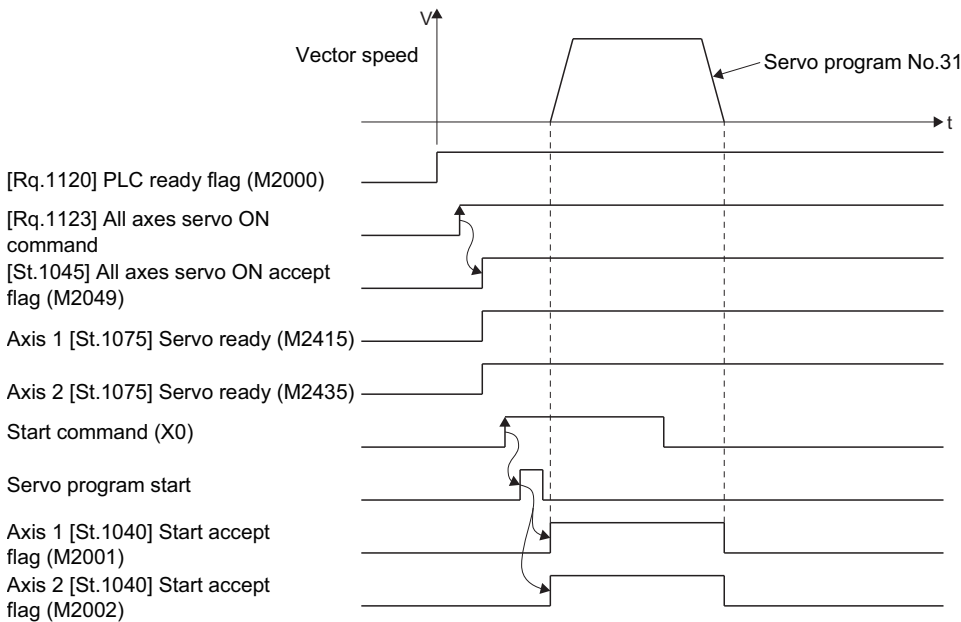 V
Vector speed
Servo program No.31
t
[Rq.1120] PLC ready flag (M2000)
[Rq.1123] All axes servo ON
command
[St.1045] All axes servo ON accept
flag (M2049)
Axis 1 [St.1075] Servo ready (M2415)
Axis 2 [St.1075] Servo ready (M2435)
Start command (X0)
Servo program start
Axis 1 [St.1040] Start accept
flag (M2001)
Axis 2 [St.1040] Start accept
flag (M2002)